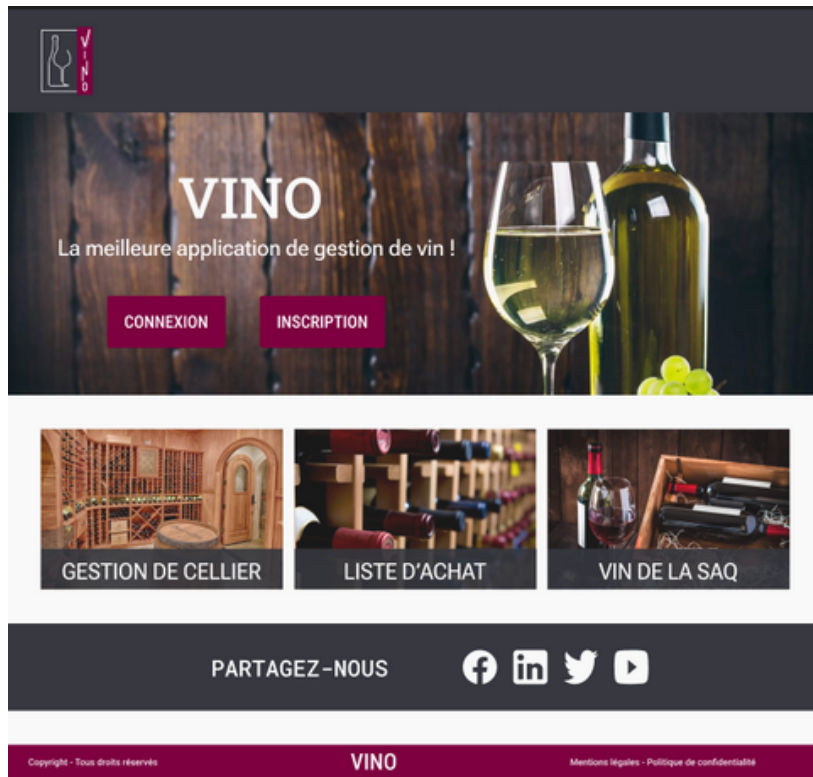 VINO
VINO
La meilleure application de gestion de vin !
CONNEXION INSCRIPTION
GESTION DE CELLIER
LISTE D'ACHAT
VIN DE LA SAQ
PARTAGEZ-NOUS
Copyright - Tous droits réservés
VINO
Mentions légales - Politique de confidentialité